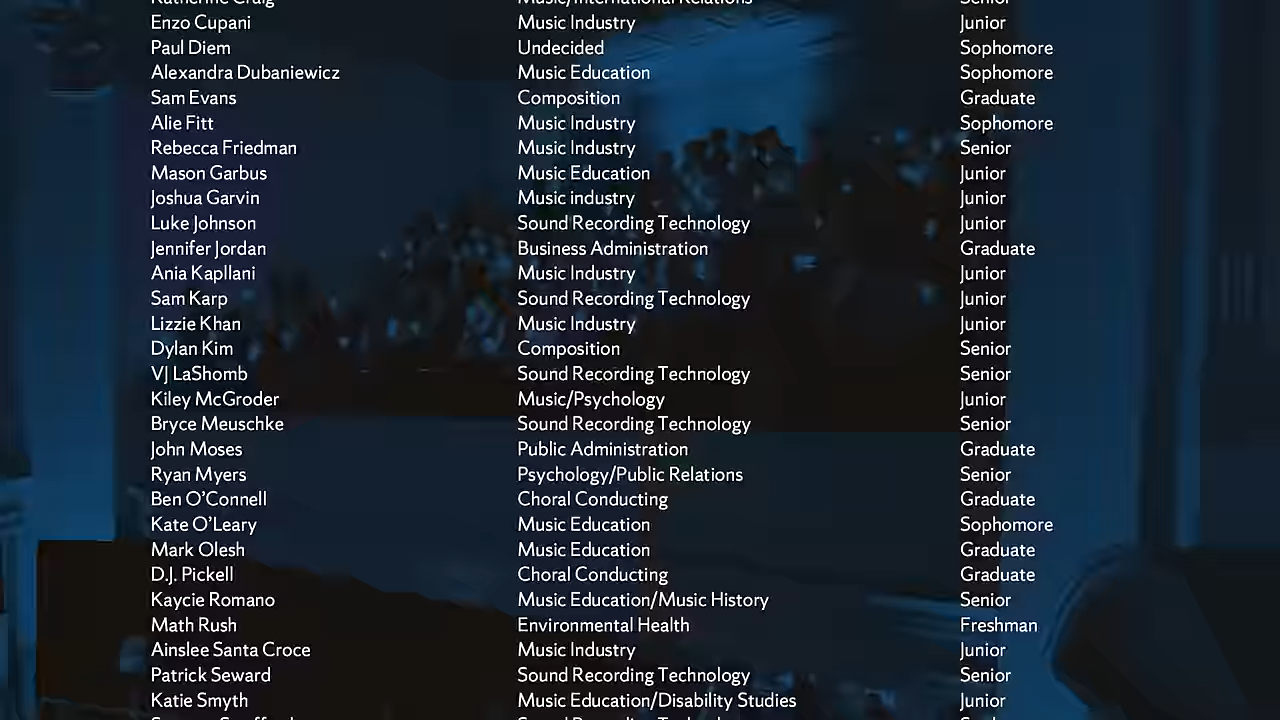 Katherine Craig Music/International Relations Senior
Enzo Cupani Music Industry Junior
Paul Diem Undecided Sophomore
Alexandra Dubaniewicz Music Education Sophomore
Sam Evans Composition Graduate
Alie Fitt Music Industry Sophomore
Rebecca Friedman Music Industry Senior
Mason Garbus Music Education Junior
Joshua Garvin Music industry Junior
Luke Johnson Sound Recording Technology Junior
Jennifer Jordan Business Administration Graduate
Ania Kapllani Music Industry Junior
Sam Karp Sound Recording Technology Junior
Lizzie Khan Music Industry Junior
Dylan Kim Composition Senior
VJ LaShomb Sound Recording Technology Senior
Kiley McGroder Music/Psychology Junior
Bryce Meuschke Sound Recording Technology Senior
John Moses Public Administration Graduate
Ryan Myers Psychology/Public Relations Senior
Ben O’Connell Choral Conducting Graduate
Kate O’Leary Music Education Sophomore
Mark Olesh Music Education Graduate
D.J. Pickell Choral Conducting Graduate
Kaycie Romano Music Education/Music History Senior
Math Rush Environmental Health Freshman
Ainslee Santa Croce Music Industry Junior
Patrick Seward Sound Recording Technology Senior
Katie Smyth Music Education/Disability Studies Junior